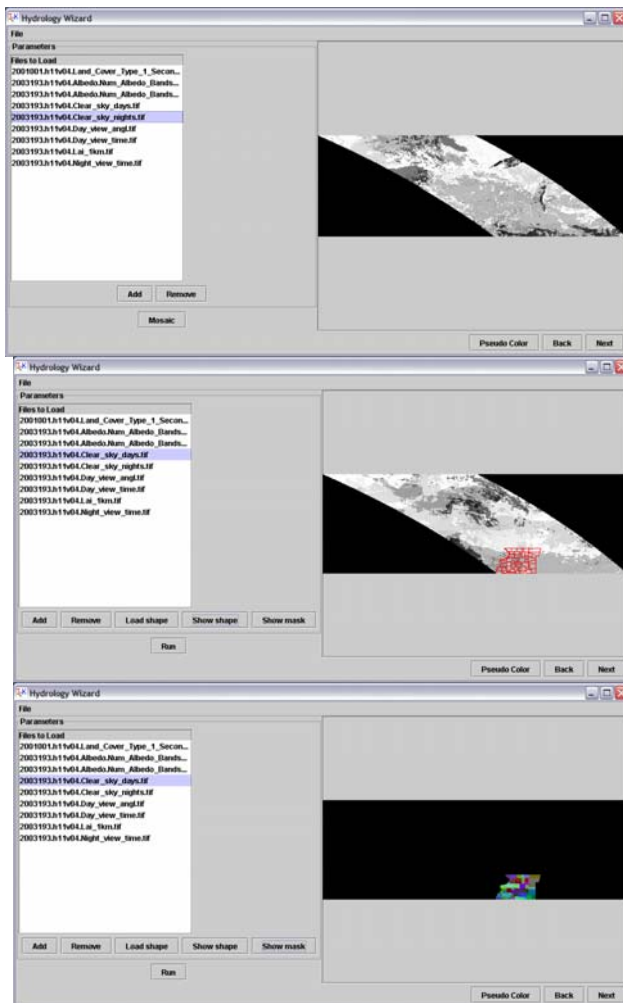 Hydrology Wizard
File
Parameters
Files to Load
2001001.h11v04.Land_Cover_Type_1_Secon...
2003193.h11v04.Albedo.Num_Albedo_Bands...
2003193.h11v04.Albedo.Num_Albedo_Bands...
2003193.h11v04.Clear_sky_days.tif
2003193.h11v04.Clear_sky_nights.tif
2003193.h11v04.Day_view_angl.tif
2003193.h11v04.Day_view_time.tif
2003193.h11v04.Lai_1km.tif
2003193.h11v04.Night_view_time.tif
Add Remove
Mosaic
Pseudo Color Back Next
Hydrology Wizard
File
Parameters
Files to Load
2001001.h11v04.Land_Cover_Type_1_Secon...
2003193.h11v04.Albedo.Num_Albedo_Bands...
2003193.h11v04.Albedo.Num_Albedo_Bands...
2003193.h11v04.Clear_sky_days.tif
2003193.h11v04.Clear_sky_nights.tif
2003193.h11v04.Day_view_angl.tif
2003193.h11v04.Day_view_time.tif
2003193.h11v04.Lai_1km.tif
2003193.h11v04.Night_view_time.tif
Add Remove Load shape Show shape Show mask
Run
Pseudo Color Back Next
Hydrology Wizard
File
Parameters
Files to Load
2001001.h11v04.Land_Cover_Type_1_Secon...
2003193.h11v04.Albedo.Num_Albedo_Bands...
2003193.h11v04.Albedo.Num_Albedo_Bands...
2003193.h11v04.Clear_sky_days.tif
2003193.h11v04.Clear_sky_nights.tif
2003193.h11v04.Day_view_angl.tif
2003193.h11v04.Day_view_time.tif
2003193.h11v04.Lai_1km.tif
2003193.h11v04.Night_view_time.tif
Add Remove Load shape Show shape Show mask
Run
Pseudo Color Back Next